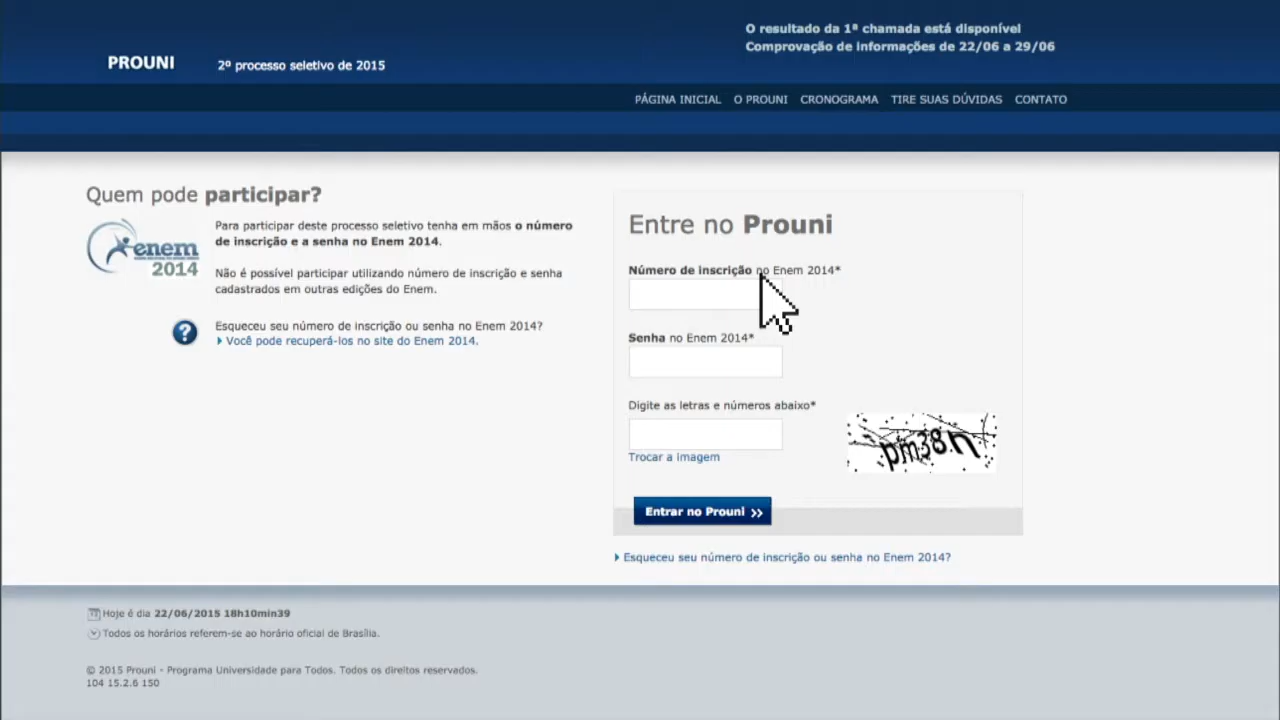 O resultado da 1ª chamada está disponível
Comprovação de informações de 22/06 a 29/06
PROUNI
2º processo seletivo de 2015
PÁGINA INICIAL O PROUNI CRONOGRAMA TIRE SUAS DÚVIDAS CONTATO
Quem pode participar?
enem
2014
Para participar deste processo seletivo tenha em mãos o número
de inscrição e a senha no Enem 2014.
Não é possível participar utilizando número de inscrição e senha
cadastrados em outras edições do Enem.
?
Esqueceu seu número de inscrição ou senha no Enem 2014?
Você pode recuperá-los no site do Enem 2014.
Entre no Prouni
Número de inscrição no Enem 2014*
Senha no Enem 2014*
Digite as letras e números abaixo*
pm38n
Trocar a imagem
Entrar no Prouni >>
Esqueceu seu número de inscrição ou senha no Enem 2014?
Hoje é dia 22/06/2015 18h10min39
Todos os horários referem-se ao horário oficial de Brasília.
© 2015 Prouni - Programa Universidade para Todos. Todos os direitos reservados.
104 15.2.6 150